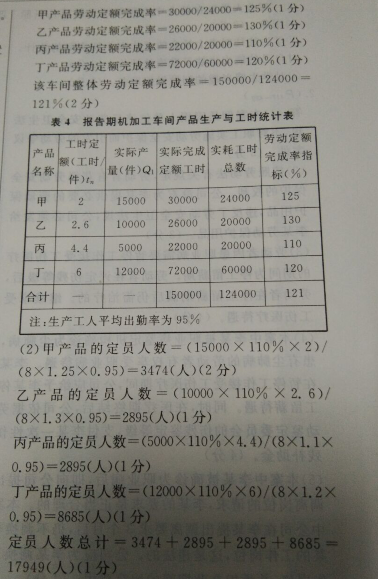 甲产品劳动定额完成率=30000/24000=125%(1分)
乙产品劳动定额完成率=26000/20000=130%(1分)
丙产品劳动定额完成率=22000/20000=110%(1分)
丁产品劳动定额完成率=72000/60000=120%(1分)
该车间整体劳动定额完成率=150000/124000=
121%(2分)
表4 报告期机加工车间产品生产与工时统计表
产品名称 工时定额(工时/件)tₙ 实际产量(件)Q₁ 实际完成定额工时 实耗工时总数 劳动定额完成率指标(%)
甲 2 15000 30000 24000 125
乙 2.6 10000 26000 20000 130
丙 4.4 5000 22000 20000 110
丁 6 12000 72000 60000 120
合计 — — 150000 124000 121
注:生产工人平均出勤率为95%
(2)甲产品的定员人数=(15000×110%×2)/
(8×1.25×0.95)=3474(人)(2分)
乙产品的定员人数=(10000×110%×2.6)/
(8×1.3×0.95)=2895(人)(1分)
丙产品的定员人数=(5000×110%×4.4)/(8×1.1×
0.95)=2895(人)(1分)
丁产品的定员人数=(12000×110%×6)/(8×1.2×
0.95)=8685(人)(1分)
定员人数总计=3474+2895+2895+8685=
17949(人)(1分)